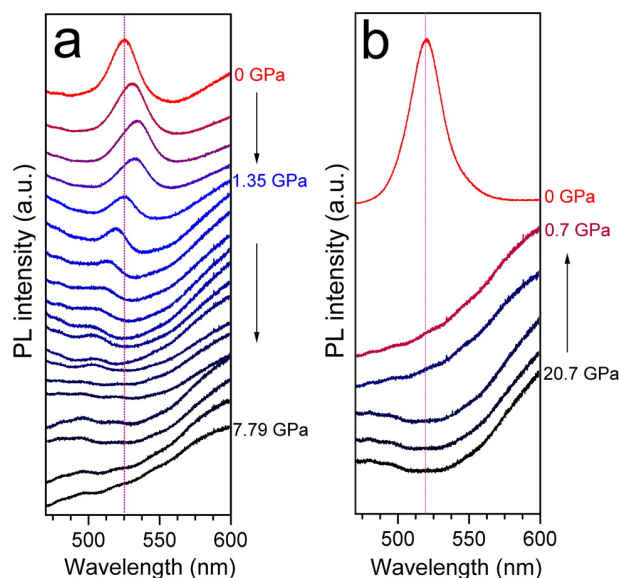 a
PL intensity (a.u.)
0 GPa
1.35 GPa
7.79 GPa
500 550 600
Wavelength (nm)
b
PL intensity (a.u.)
0 GPa
0.7 GPa
20.7 GPa
500 550 600
Wavelength (nm)